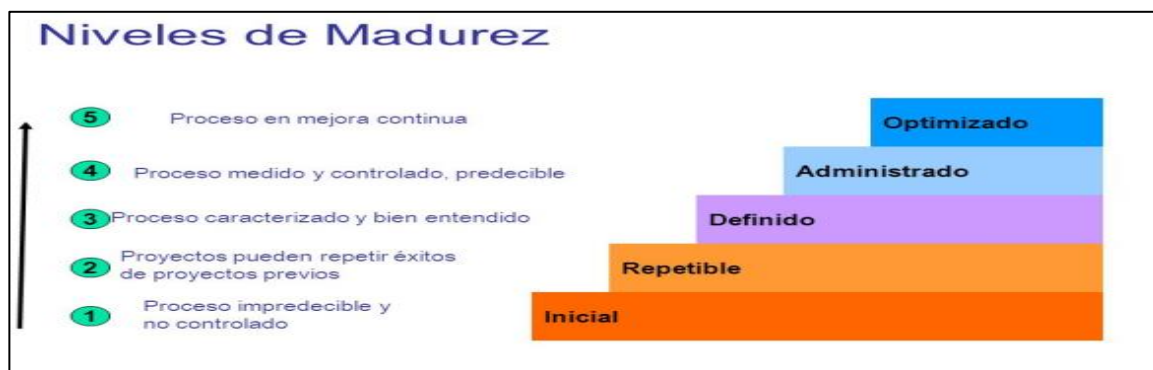 Niveles de Madurez
5 Proceso en mejora continua Optimizado
4 Proceso medido y controlado, predecible Administrado
3 Proceso caracterizado y bien entendido Definido
2 Proyectos pueden repetir éxitos
de proyectos previos Repetible
1 Proceso impredecible y
no controlado Inicial